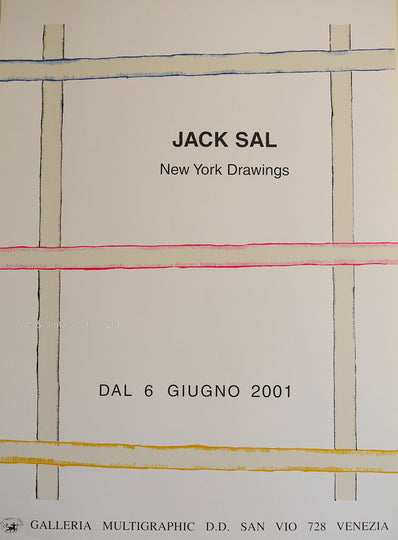 JACK SAL
New York Drawings
DAL 6 GIUGNO 2001
GALLERIA MULTIGRAPHIC D.D. SAN VIO 728 VENEZIA